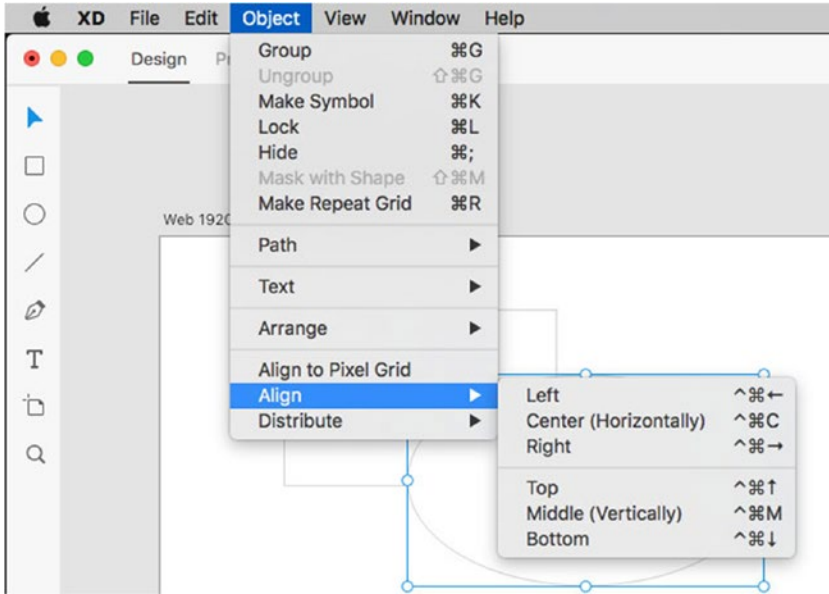 XD File Edit Object View Window Help
Design
Group ⌘G
Ungroup ⇧⌘G
Make Symbol ⌘K
Lock ⌘L
Hide ⌘;
Mask with Shape ⇧⌘M
Make Repeat Grid ⌘R
Web 1920
Path
Text
Arrange
Align to Pixel Grid
Align
Distribute
Left ^⌘←
Center (Horizontally) ^⌘C
Right ^⌘→
Top ^⌘↑
Middle (Vertically) ^⌘M
Bottom ^⌘↓
T